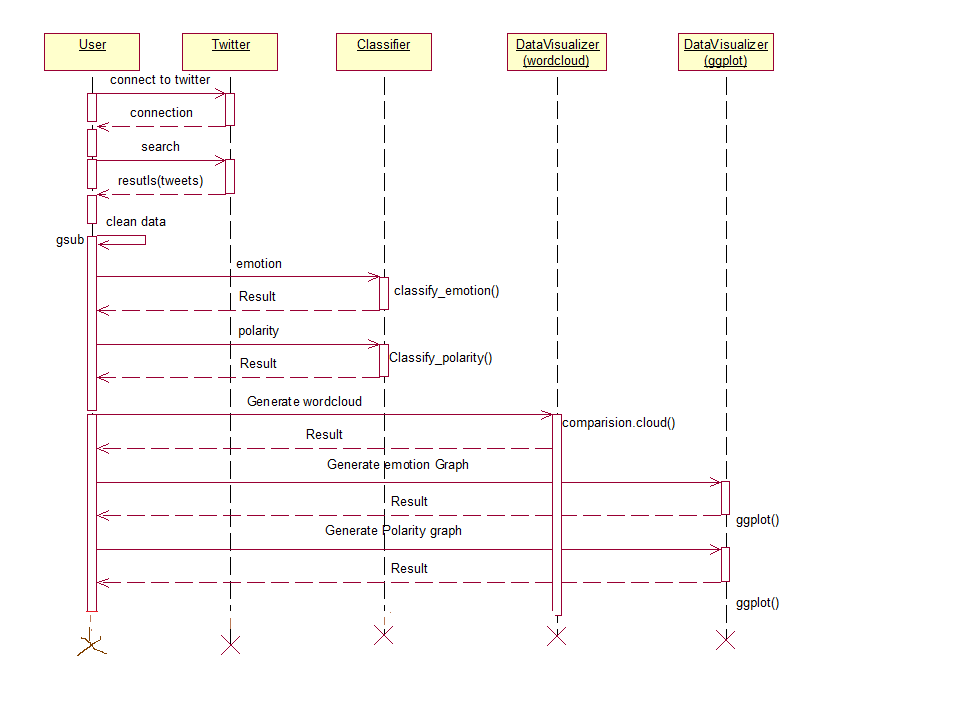 User
Twitter
Classifier
DataVisualizer
(wordcloud)
DataVisualizer
(ggplot)
connect to twitter
connection
search
resutls(tweets)
clean data
gsub
emotion
classify_emotion()
Result
polarity
Classify_polarity()
Result
Generate wordcloud
comparision.cloud()
Result
Generate emotion Graph
Result
ggplot()
Generate Polarity graph
Result
ggplot()